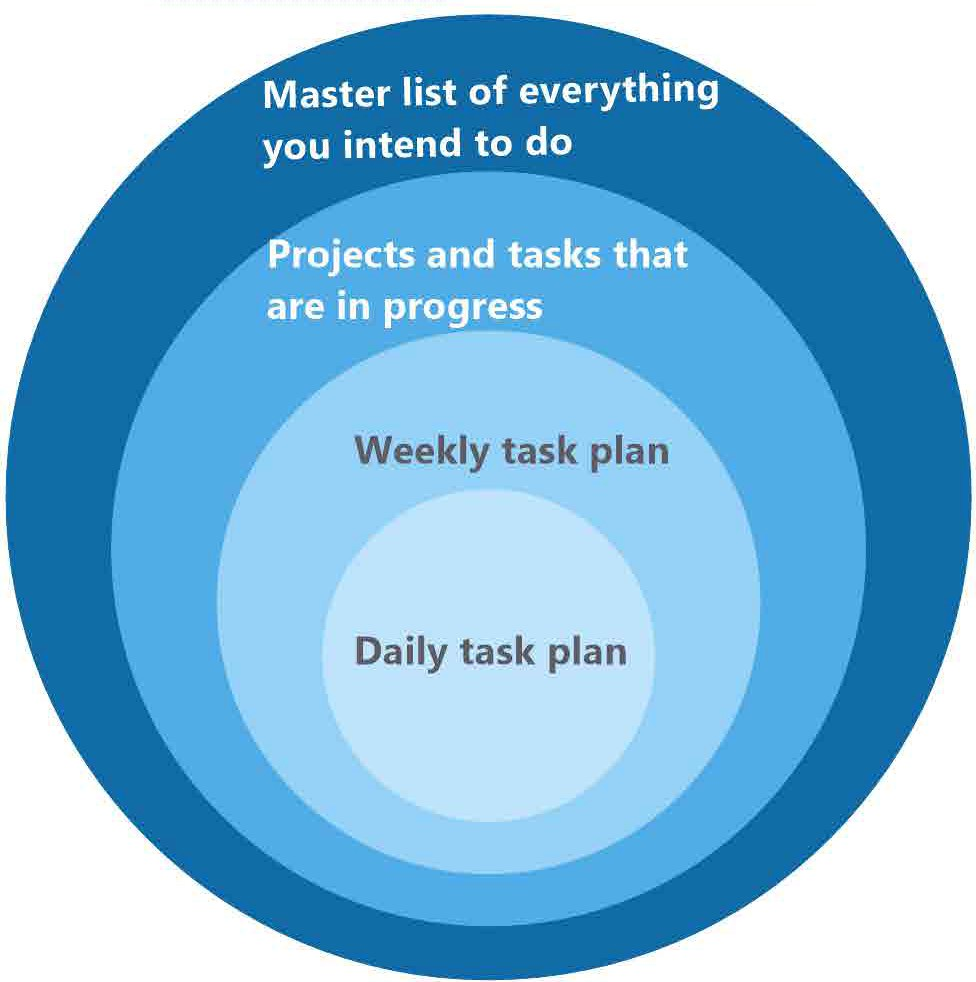 Master list of everything
you intend to do
Projects and tasks that
are in progress
Weekly task plan
Daily task plan